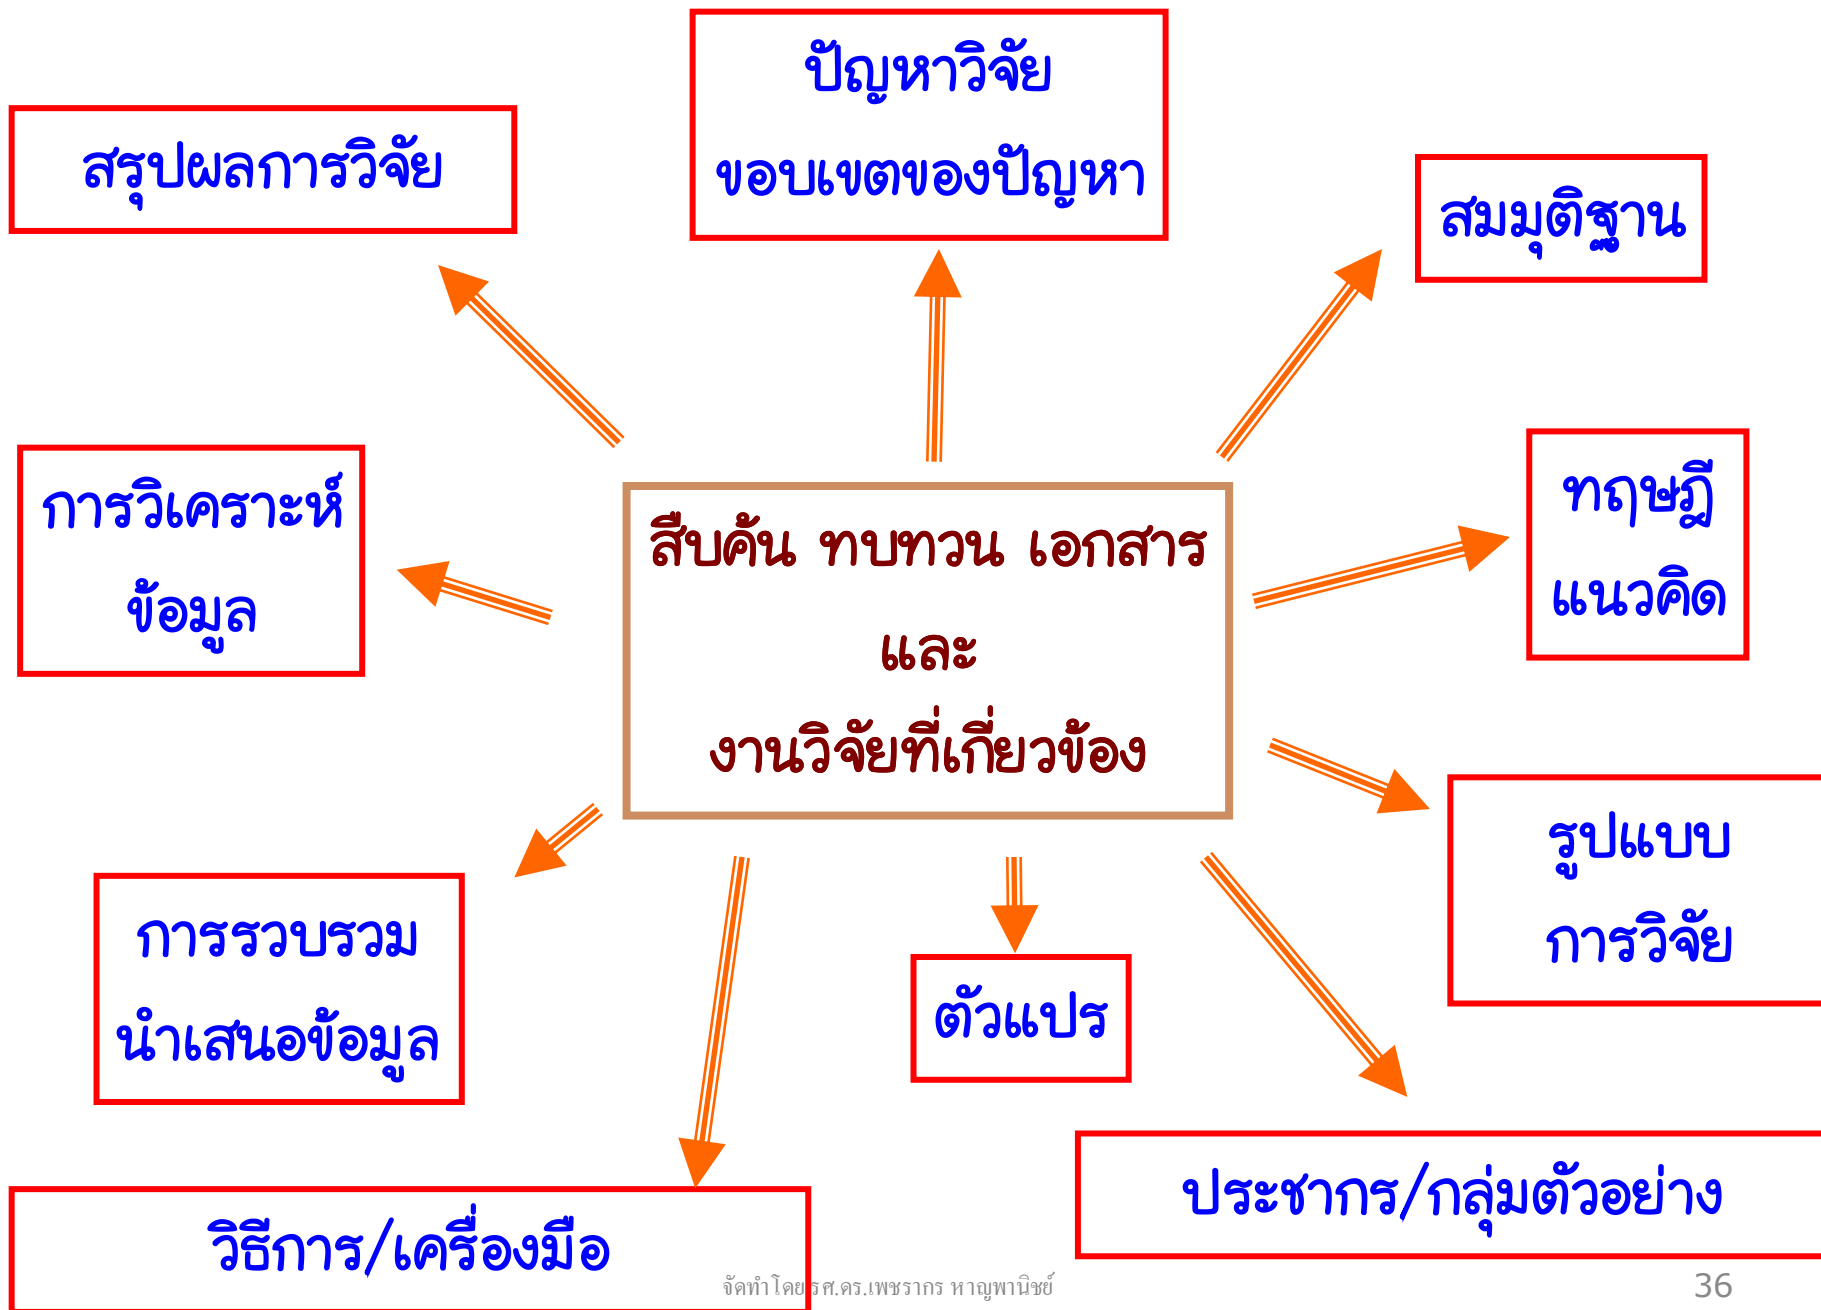 ปัญหาวิจัย
ขอบเขตของปัญหา
สรุปผลการวิจัย
สมมุติฐาน
การวิเคราะห์
ข้อมูล
ทฤษฎี
แนวคิด
สืบค้น ทบทวน เอกสาร
และ
งานวิจัยที่เกี่ยวข้อง
รูปแบบ
การวิจัย
การรวบรวม
นำเสนอข้อมูล
ตัวแปร
ประชากร/กลุ่มตัวอย่าง
วิธีการ/เครื่องมือ
จัดทำโดย รศ.ดร.เพชรากร หาญพานิชย์
36